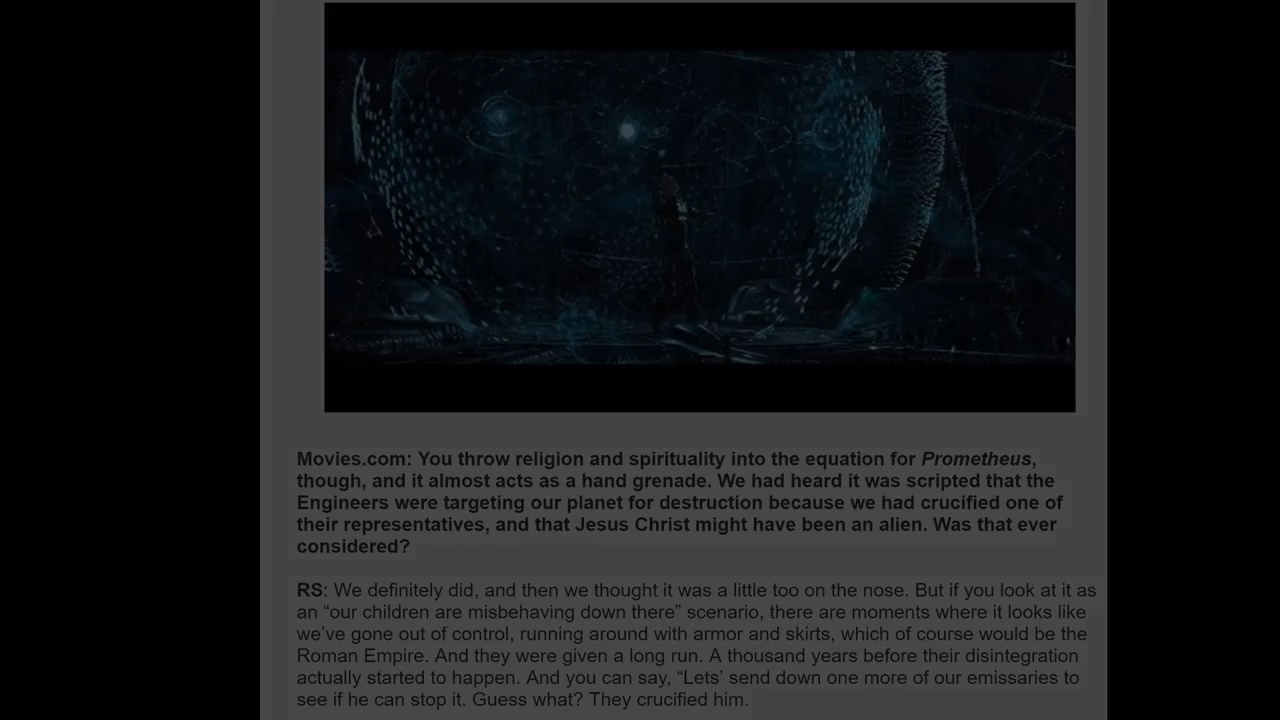 Movies.com: You throw religion and spirituality into the equation for Prometheus,
though, and it almost acts as a hand grenade. We had heard it was scripted that the
Engineers were targeting our planet for destruction because we had crucified one of
their representatives, and that Jesus Christ might have been an alien. Was that ever
considered?
RS: We definitely did, and then we thought it was a little too on the nose. But if you look at it as
an “our children are misbehaving down there” scenario, there are moments where it looks like
we’ve gone out of control, running around with armor and skirts, which of course would be the
Roman Empire. And they were given a long run. A thousand years before their disintegration
actually started to happen. And you can say, “Lets’ send down one more of our emissaries to
see if he can stop it. Guess what? They crucified him.